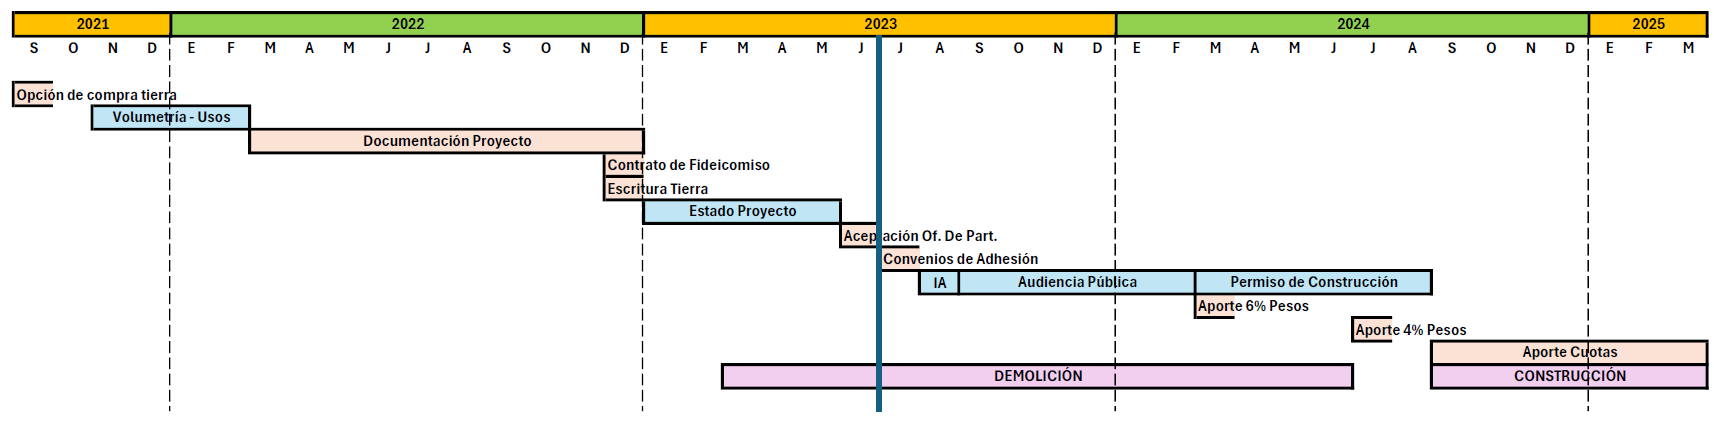 2021 2022 2023 2024 2025
S O N D E F M A M J J A S O N D E F M A M J J A S O N D E F M A M J J A S O N D E F M
Opción de compra tierra
Volumetría - Usos
Documentación Proyecto
Contrato de Fideicomiso
Escritura Tierra
Estado Proyecto
Aceptación Of. De Part.
Convenios de Adhesión
IA Audiencia Pública Permiso de Construcción
Aporte 6% Pesos
Aporte 4% Pesos
Aporte Cuotas
DEMOLICIÓN CONSTRUCCIÓN